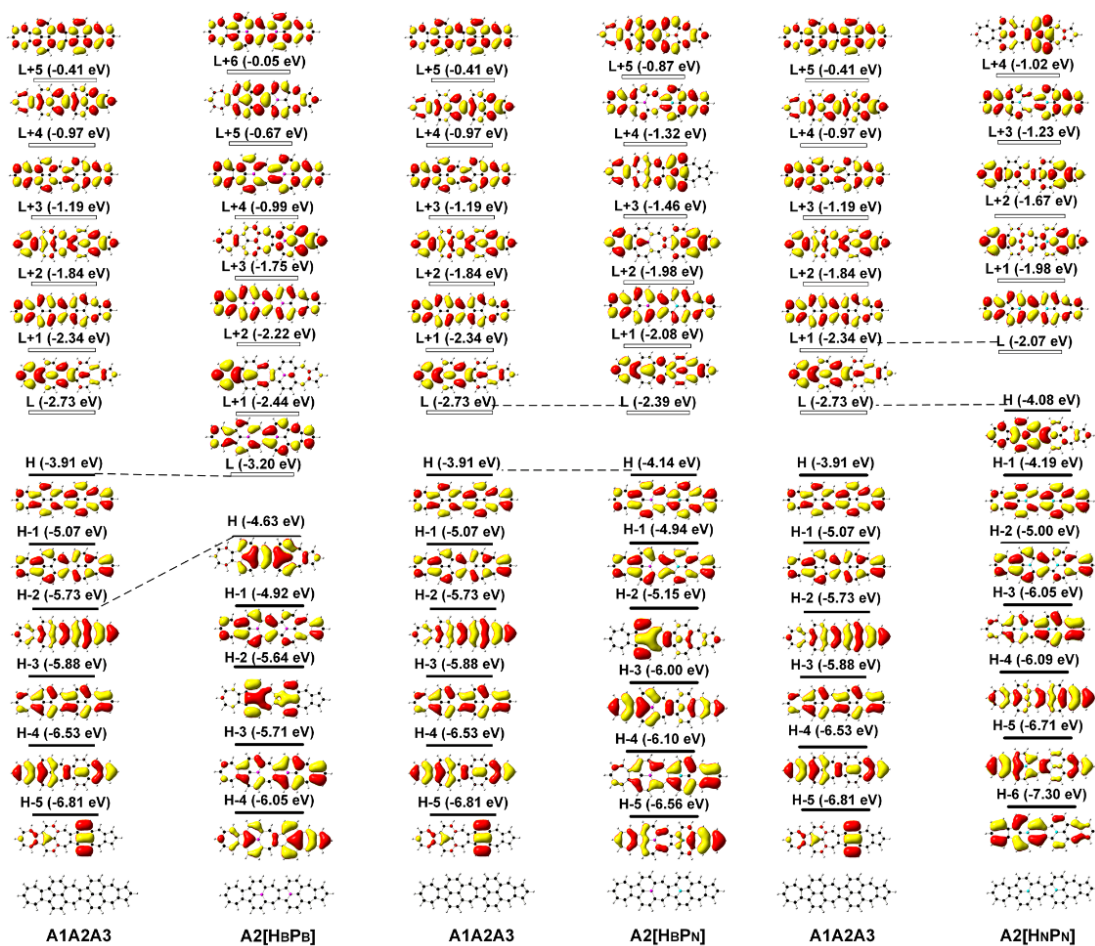 L+5 (-0.41 eV)
L+4 (-0.97 eV)
L+3 (-1.19 eV)
L+2 (-1.84 eV)
L+1 (-2.34 eV)
L (-2.73 eV)
H (-3.91 eV)
H-1 (-5.07 eV)
H-2 (-5.73 eV)
H-3 (-5.88 eV)
H-4 (-6.53 eV)
H-5 (-6.81 eV)
A1A2A3
L+6 (-0.05 eV)
L+5 (-0.67 eV)
L+4 (-0.99 eV)
L+3 (-1.75 eV)
L+2 (-2.22 eV)
L+1 (-2.44 eV)
L (-3.20 eV)
H (-4.63 eV)
H-1 (-4.92 eV)
H-2 (-5.64 eV)
H-3 (-5.71 eV)
H-4 (-6.05 eV)
A2[HBPB]
L+5 (-0.41 eV)
L+4 (-0.97 eV)
L+3 (-1.19 eV)
L+2 (-1.84 eV)
L+1 (-2.34 eV)
L (-2.73 eV)
H (-3.91 eV)
H-1 (-5.07 eV)
H-2 (-5.73 eV)
H-3 (-5.88 eV)
H-4 (-6.53 eV)
H-5 (-6.81 eV)
A1A2A3
L+5 (-0.87 eV)
L+4 (-1.32 eV)
L+3 (-1.46 eV)
L+2 (-1.98 eV)
L+1 (-2.08 eV)
L (-2.39 eV)
H (-4.14 eV)
H-1 (-4.94 eV)
H-2 (-5.15 eV)
H-3 (-6.00 eV)
H-4 (-6.10 eV)
H-5 (-6.56 eV)
A2[HBPN]
L+5 (-0.41 eV)
L+4 (-0.97 eV)
L+3 (-1.19 eV)
L+2 (-1.84 eV)
L+1 (-2.34 eV)
L (-2.73 eV)
H (-3.91 eV)
H-1 (-5.07 eV)
H-2 (-5.73 eV)
H-3 (-5.88 eV)
H-4 (-6.53 eV)
H-5 (-6.81 eV)
A1A2A3
L+4 (-1.02 eV)
L+3 (-1.23 eV)
L+2 (-1.67 eV)
L+1 (-1.98 eV)
L (-2.07 eV)
H (-4.08 eV)
H-1 (-4.19 eV)
H-2 (-5.00 eV)
H-3 (-6.05 eV)
H-4 (-6.09 eV)
H-5 (-6.71 eV)
H-6 (-7.30 eV)
A2[HNPN]